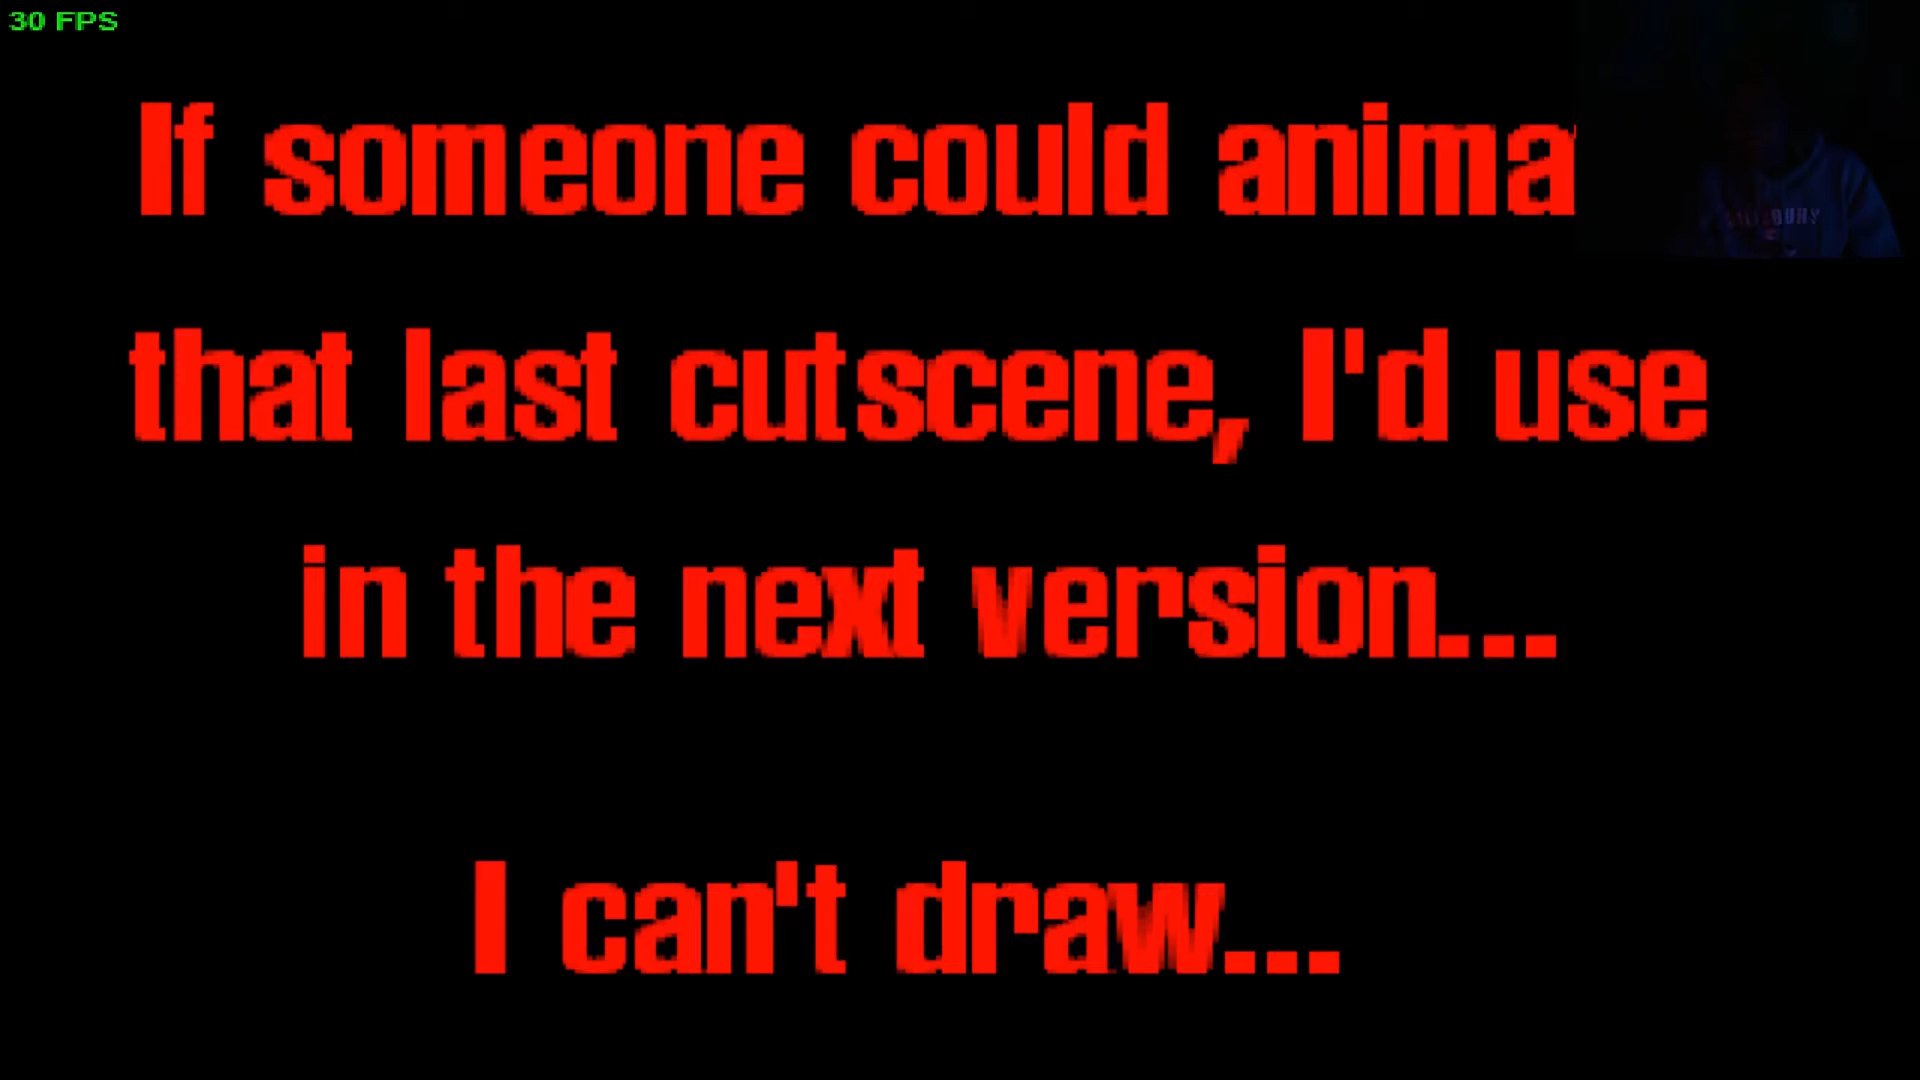 30 FPS
If someone could anima
that last cutscene, I'd use
in the next version...
I can't draw...